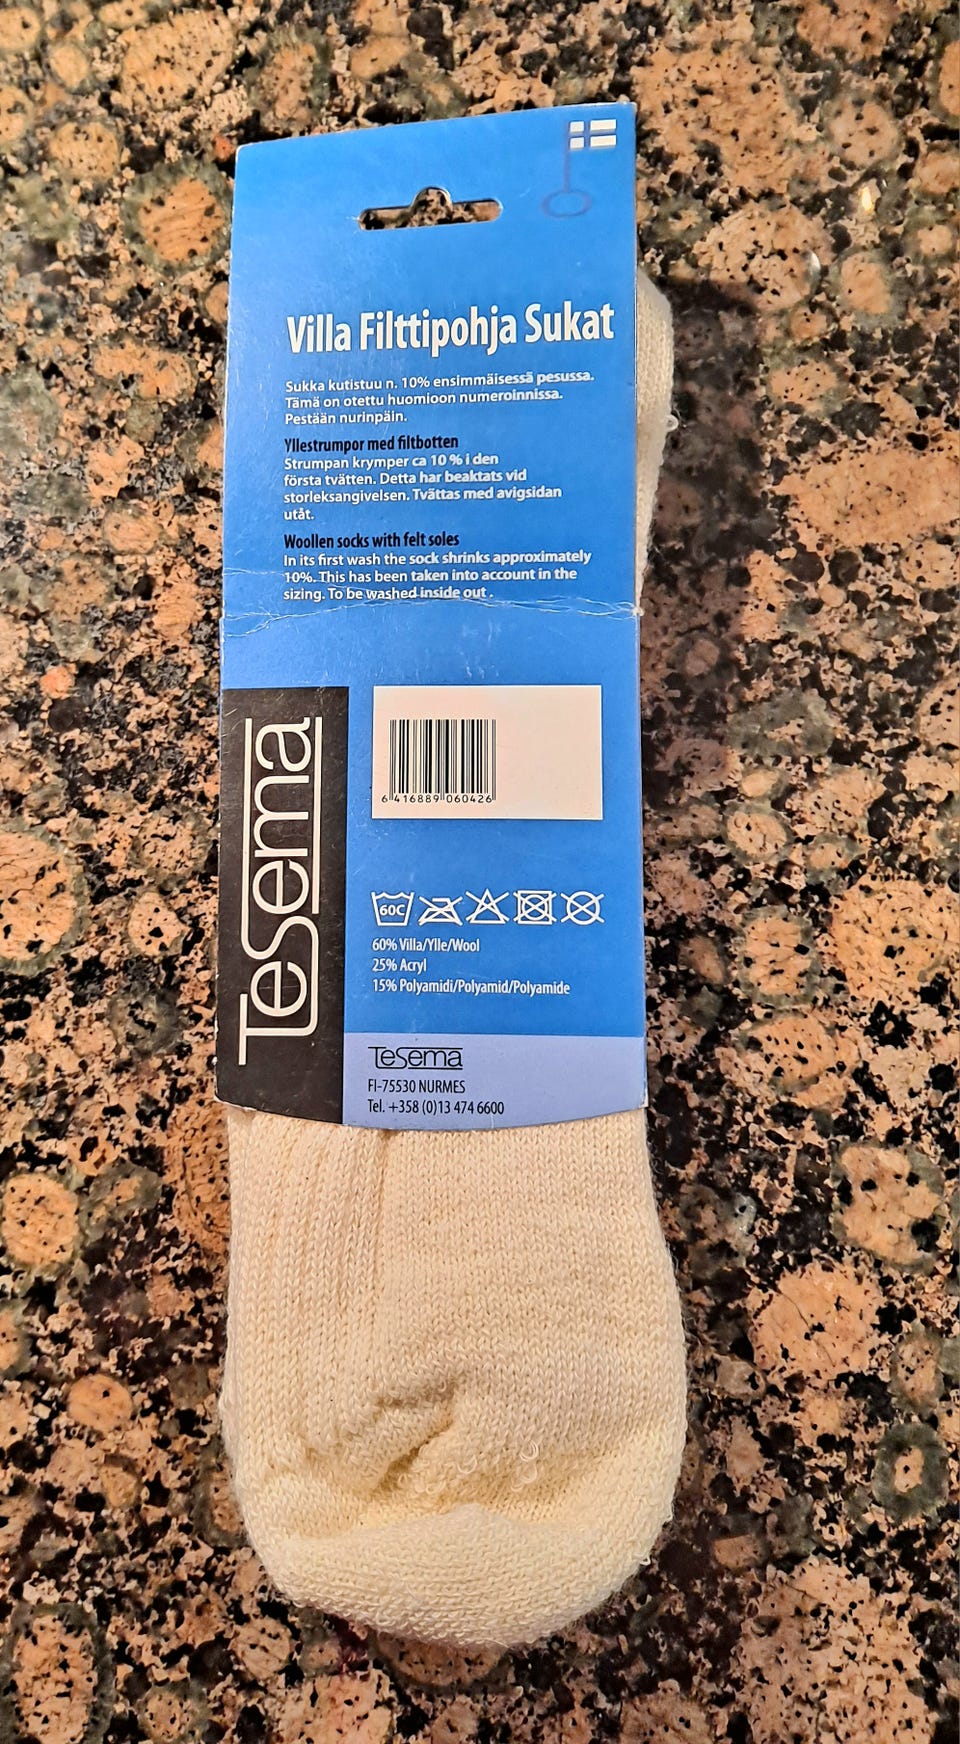 Villa Filttipohja Sukat
Sukka kutistuu n. 10% ensimmäisessä pesussa.
Tämä on otettu huomioon numeroinnissa.
Pestään nurinpäin.
Yllestrumpor med filtbotten
Strumpan krymper ca 10 % i den
första tvätten. Detta har beaktats vid
storleksangivelsen. Tvättas med avigsidan
utåt.
Woollen socks with felt soles
In its first wash the sock shrinks approximately
10%. This has been taken into account in the
sizing. To be washed inside out .
Tesema
6 416889 060426
60C
60% Villa/Ylle/Wool
25% Acryl
15% Polyamidi/Polyamid/Polyamide
Tesema
FI-75530 NURMES
Tel. +358 (0)13 474 6600